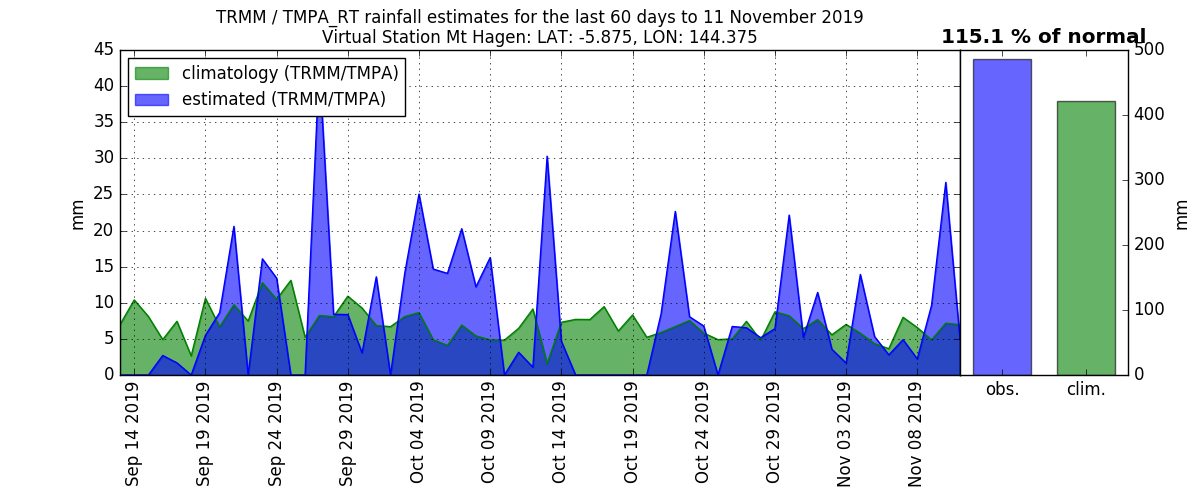 TRMM / TMPA_RT rainfall estimates for the last 60 days to 11 November 2019
Virtual Station Mt Hagen: LAT: -5.875, LON: 144.375
115.1 % of normal
climatology (TRMM/TMPA)
estimated (TRMM/TMPA)
45
40
35
30
25
20
15
10
5
0
mm
Sep 14 2019
Sep 19 2019
Sep 24 2019
Sep 29 2019
Oct 04 2019
Oct 09 2019
Oct 14 2019
Oct 19 2019
Oct 24 2019
Oct 29 2019
Nov 03 2019
Nov 08 2019
obs.
clim.
500
400
300
200
100
0
mm